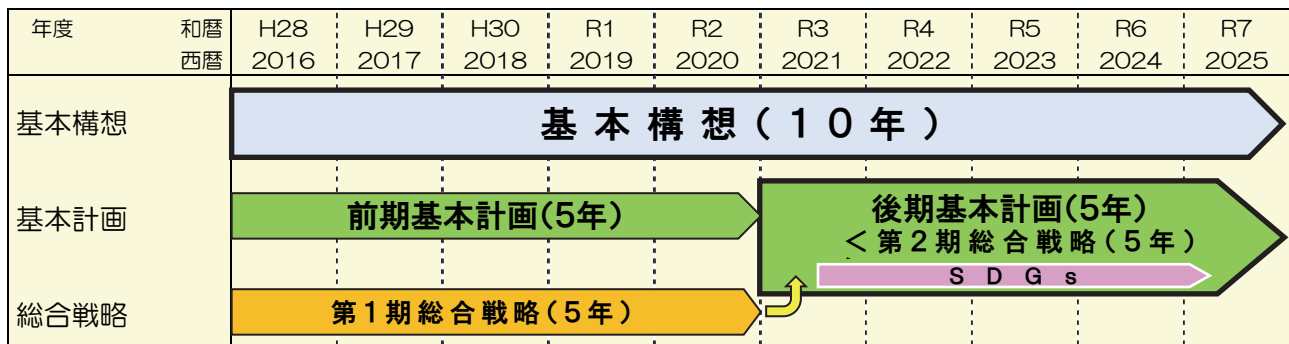 年度 和暦 H28 H29 H30 R1 R2 R3 R4 R5 R6 R7
西暦 2016 2017 2018 2019 2020 2021 2022 2023 2024 2025
基本構想 基本構想(10年)
基本計画 前期基本計画(5年) 後期基本計画(5年)
<第2期総合戦略(5年)
SDGs
総合戦略 第1期総合戦略(5年)